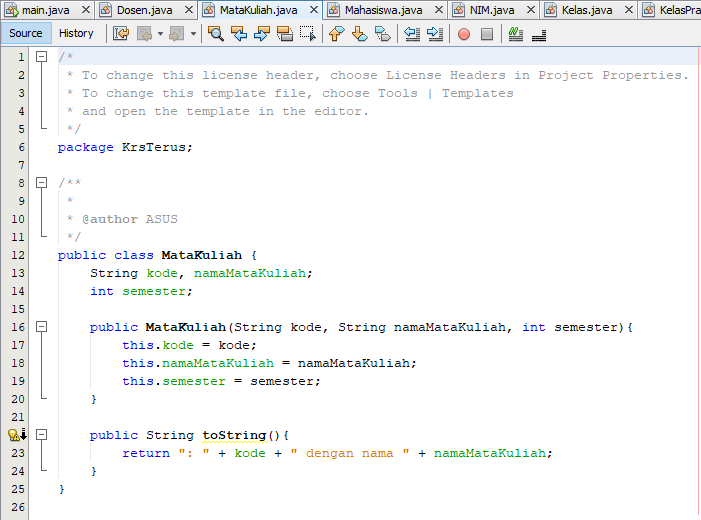 main.java Dosen.java MataKuliah.java Mahasiswa.java NIM.java Kelas.java KelasPra
Source History
1 /*
2 * To change this license header, choose License Headers in Project Properties.
3 * To change this template file, choose Tools | Templates
4 * and open the template in the editor.
5 */
6 package KrsTerus;
7
8 /**
9 *
10 * @author ASUS
11 */
12 public class MataKuliah {
13 String kode, namaMataKuliah;
14 int semester;
15
16 public MataKuliah(String kode, String namaMataKuliah, int semester){
17 this.kode = kode;
18 this.namaMataKuliah = namaMataKuliah;
19 this.semester = semester;
20 }
21
public String toString(){
23 return ": " + kode + " dengan nama " + namaMataKuliah;
24 }
25 }
26